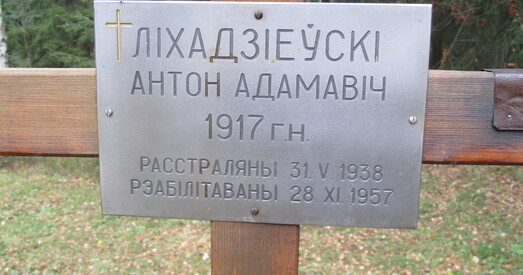 ЛІХАДЗІЕЎСКІ
АНТОН АДАМАВІЧ
1917 Г.Н.
РАССТРАЛЯНЫ 31. V. 1938
РЭАБІЛІТАВАНЫ 28 XI. 1957